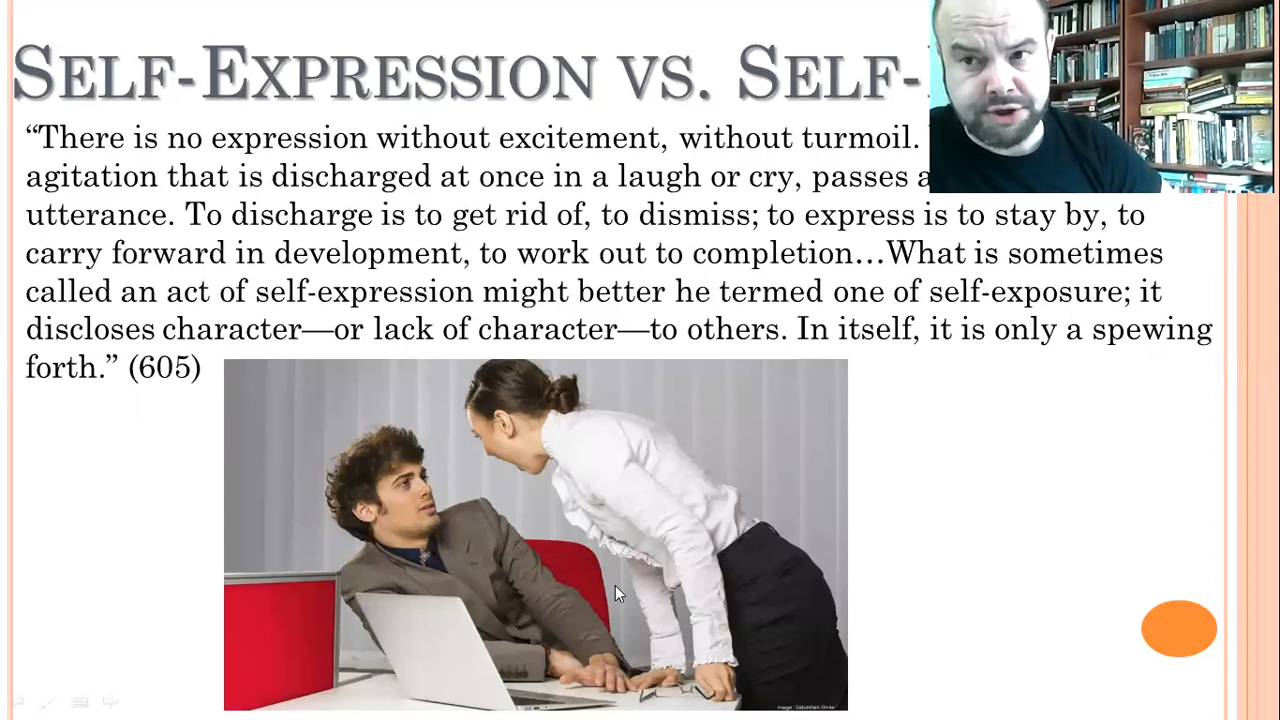 SELF-EXPRESSION VS. SELF-
“There is no expression without excitement, without turmoil.
agitation that is discharged at once in a laugh or cry, passes
utterance. To discharge is to get rid of, to dismiss; to express is to stay by, to
carry forward in development, to work out to completion…What is sometimes
called an act of self-expression might better he termed one of self-exposure; it
discloses character—or lack of character—to others. In itself, it is only a spewing
forth.” (605)